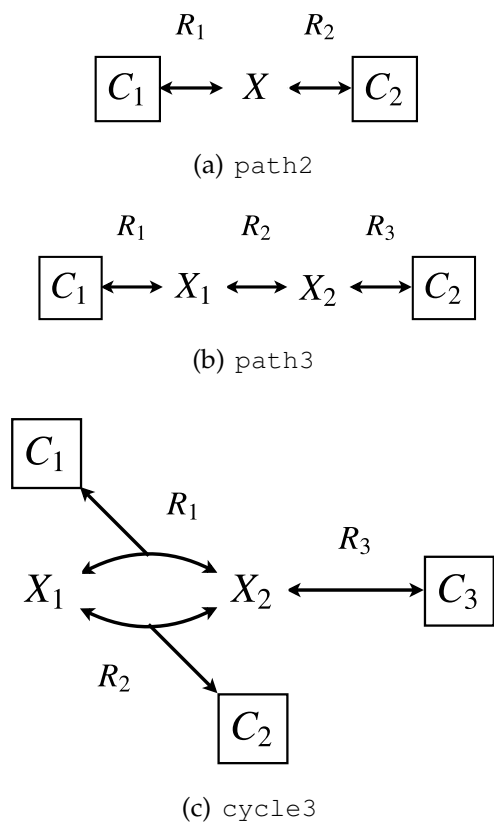 R₁ R₂
C₁ X C₂
(a) path2
R₁ R₂ R₃
C₁ X₁ X₂ C₂
(b) path3
C₁
R₁
R₃
X₁ X₂ C₃
R₂
C₂
(c) cycle3